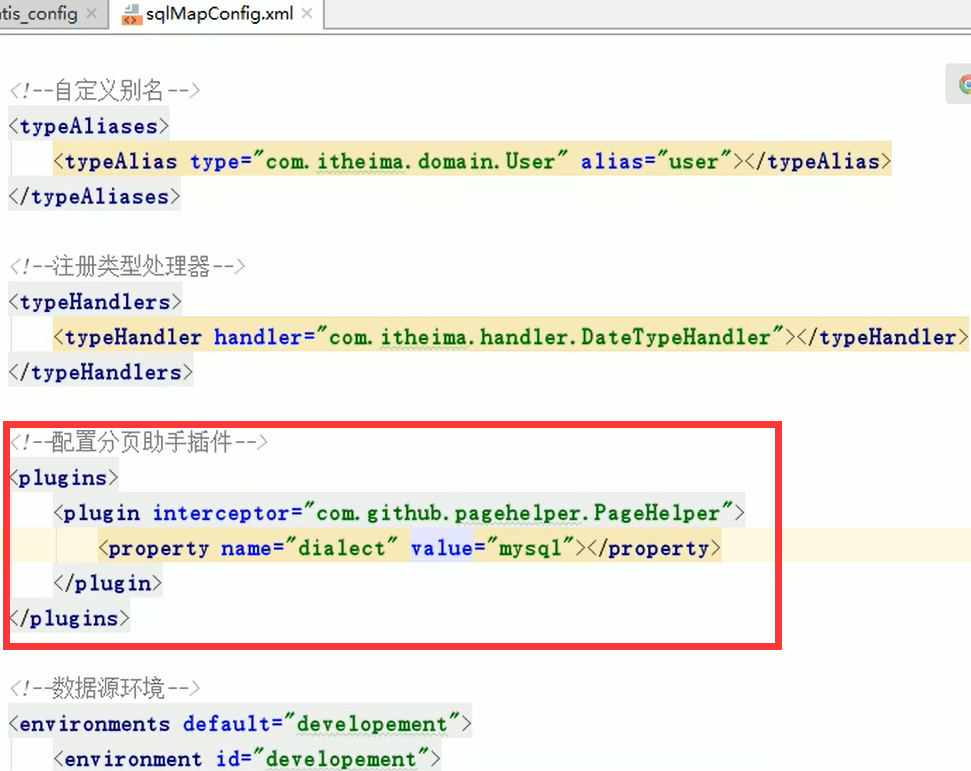 tis_config
sqlMapConfig.xml
<!--自定义别名-->
<typeAliases>
<typeAlias type="com.itheima.domain.User" alias="user"></typeAlias>
</typeAliases>
<!--注册类型处理器-->
<typeHandlers>
<typeHandler handler="com.itheima.handler.DateTypeHandler"></typeHandler>
</typeHandlers>
<!--配置分页助手插件-->
<plugins>
<plugin interceptor="com.github.pagehelper.PageHelper">
<property name="dialect" value="mysql"></property>
</plugin>
</plugins>
<!--数据源环境-->
<environments default="developement">
<environment id="developement">